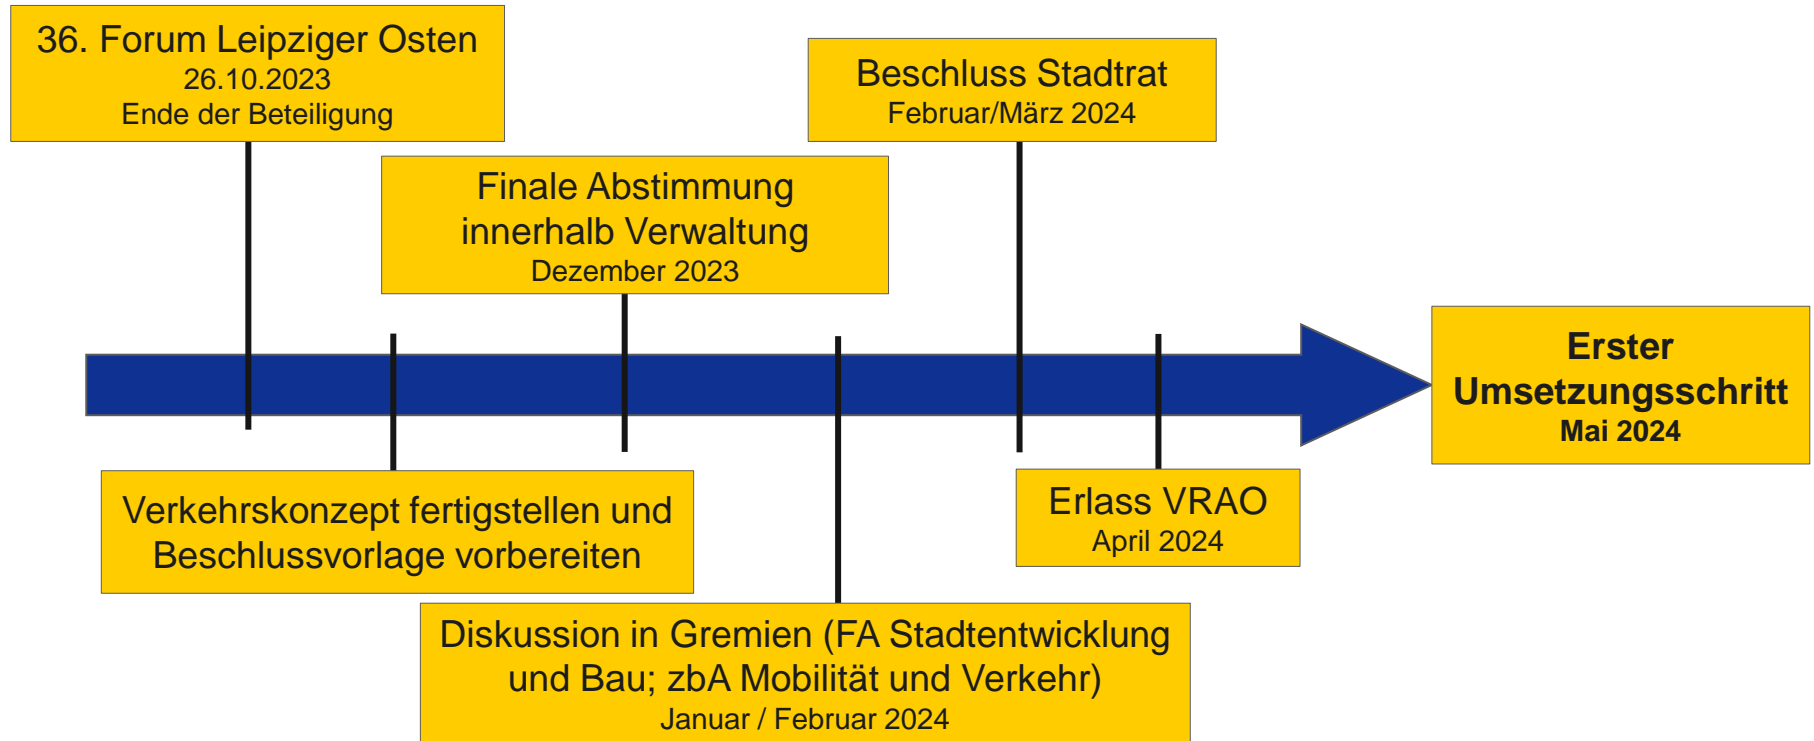 36. Forum Leipziger Osten
26.10.2023
Ende der Beteiligung
Verkehrskonzept fertigstellen und
Beschlussvorlage vorbereiten
Finale Abstimmung
innerhalb Verwaltung
Dezember 2023
Diskussion in Gremien (FA Stadtentwicklung
und Bau; zbA Mobilität und Verkehr)
Januar / Februar 2024
Beschluss Stadtrat
Februar/März 2024
Erlass VRAO
April 2024
Erster
Umsetzungsschritt
Mai 2024